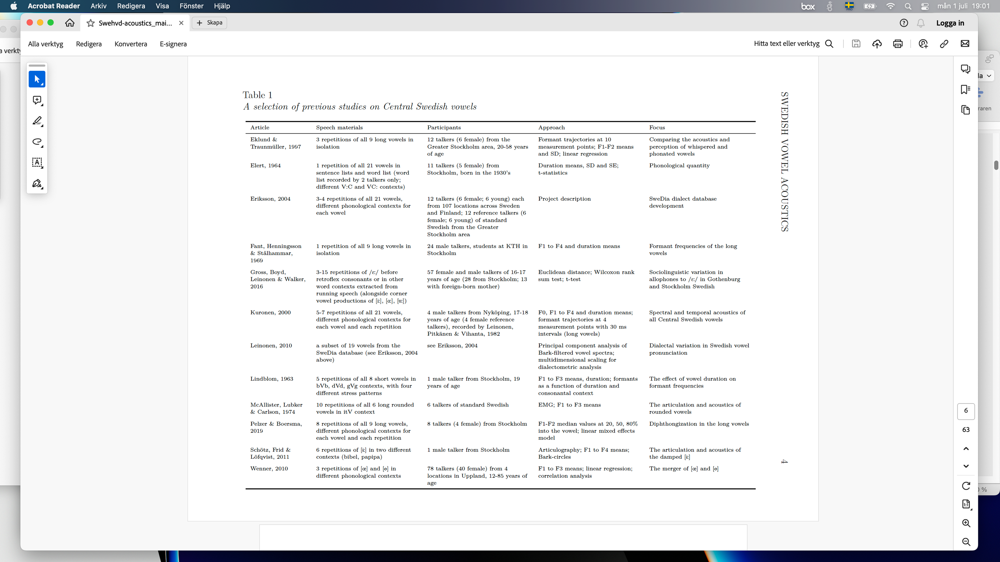 Acrobat Reader Arkiv Redigera Visa Fönster Hjälp
box PRO mån 1 juli 19:01
Swehvd-acoustics_mai... Skapa
Logga in
a verkty
Alla verktyg Redigera Konvertera E-signera
Hitta text eller verktyg
la
raren
Table 1
A selection of previous studies on Central Swedish vowels
SWEDISH VOWEL ACOUSTICS
Article Speech materials Participants Approach Focus
Eklund & 3 repetitions of all 9 long vowels in 12 talkers (6 female) from the Formant trajectories at 10 Comparing the acoustics and
Traunmüller, 1997 isolation Greater Stockholm area, 20-58 years measurement points; F1-F2 means perception of whispered and
of age and SD; linear regression phonated vowels
Elert, 1964 1 repetition of all 21 vowels in 11 talkers (5 female) from Duration means, SD and SE; Phonological quantity
sentence lists and word list (word Stockholm, born in the 1930's t-statistics
list recorded by 2 talkers only;
different V:C and VC: contexts)
Eriksson, 2004 3-4 repetitions of all 21 vowels, 12 talkers (6 female; 6 young) each Project description SweDia dialect database
different phonological contexts for from 107 locations across Sweden development
each vowel and Finland; 12 reference talkers (6
female; 6 young) of standard
Swedish from the Greater
Stockholm area
Fant, Henningsson 1 repetition of all 9 long vowels in 24 male talkers, students at KTH in F1 to F4 and duration means Formant frequencies of the long
& Stålhammar, isolation Stockholm vowels
1969
Gross, Boyd, 3-15 repetitions of /ɛː/ before 57 female and male talkers of 16-17 Euclidean distance; Wilcoxon rank Sociolinguistic variation in
Leinonen & Walker, retroflex consonants or in other years of age (28 from Stockholm; 13 sum test; t-test allophones to /ɛː/ in Gothenburg
2016 word contexts extracted from with foreign-born mother) and Stockholm Swedish
running speech (alongside corner
vowel productions of [iː], [ɑː], [uː])
Kuronen, 2000 5-7 repetitions of all 21 vowels, 4 male talkers from Nyköping, 17-18 F0, F1 to F4 and duration means; Spectral and temporal acoustics of
different phonological contexts for years of age (4 female reference formant trajectories at 4 all Central Swedish vowels
each vowel and each repetition talkers), recorded by Leinonen, measurement points with 30 ms
Pitkänen & Vihanta, 1982 intervals (long vowels)
Leinonen, 2010 a subset of 19 vowels from the see Eriksson, 2004 Principal component analysis of Dialectal variation in Swedish vowel
SweDia database (see Eriksson, 2004 Bark-filtered vowel spectra; pronunciation
above) multidimensional scaling for
dialectometric analysis
Lindblom, 1963 5 repetitions of all 8 short vowels in 1 male talker from Stockholm, 19 F1 to F3 means, duration; formants The effect of vowel duration on
bVb, dVd, gVg contexts, with four years of age as a function of duration and formant frequencies
different stress patterns consonantal context
McAllister, Lubker 10 repetitions of all 6 long rounded 6 talkers of standard Swedish EMG; F1 to F3 means The articulation and acoustics of
& Carlson, 1974 vowels in itV context rounded vowels
Pelzer & Boersma, 8 repetitions of all 9 long vowels, 8 talkers (4 female) from Stockholm F1-F2 median values at 20, 50, 80% Diphthongization in the long vowels
2019 different phonological contexts for into the vowel; linear mixed effects
each vowel and each repetition model
Schötz, Frid & 6 repetitions of [ɨː] in two different 1 male talker from Stockholm Articulography; F1 to F4 means; The articulation and acoustics of
Löfqvist, 2011 contexts (bibel, papipa) Bark-circles the damped [ɨː]
Wenner, 2010 3 repetitions of [œ] and [ɵ] in 78 talkers (40 female) from 4 F1 to F3 means; linear regression; The merger of [œ] and [ɵ]
different phonological contexts locations in Uppland, 12-85 years of correlation analysis
age
4
6
63
1:1
%